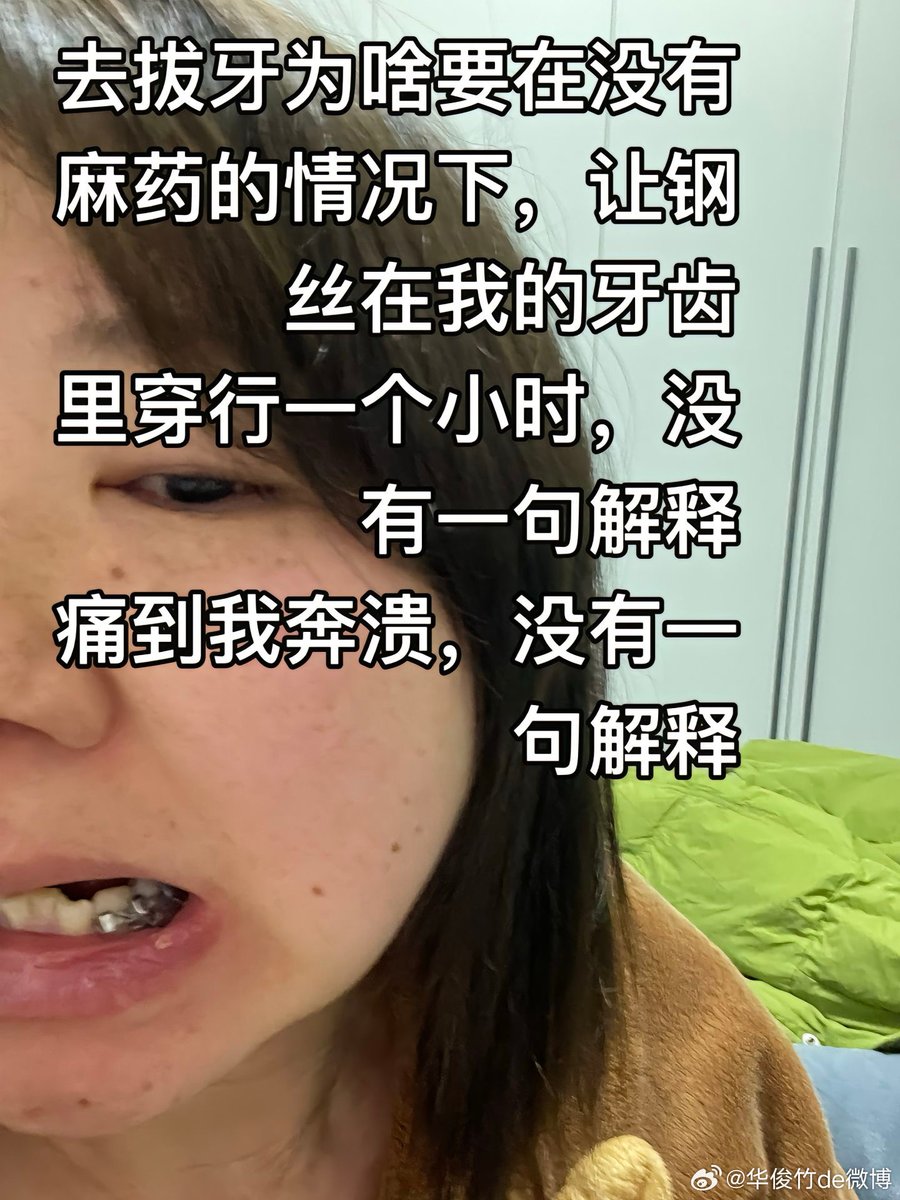 去拔牙为啥要在没有
麻药的情况下，让钢
丝在我的牙齿
里穿行一个小时，没
有一句解释
痛到我奔溃，没有一
句解释
@华俊竹de微博